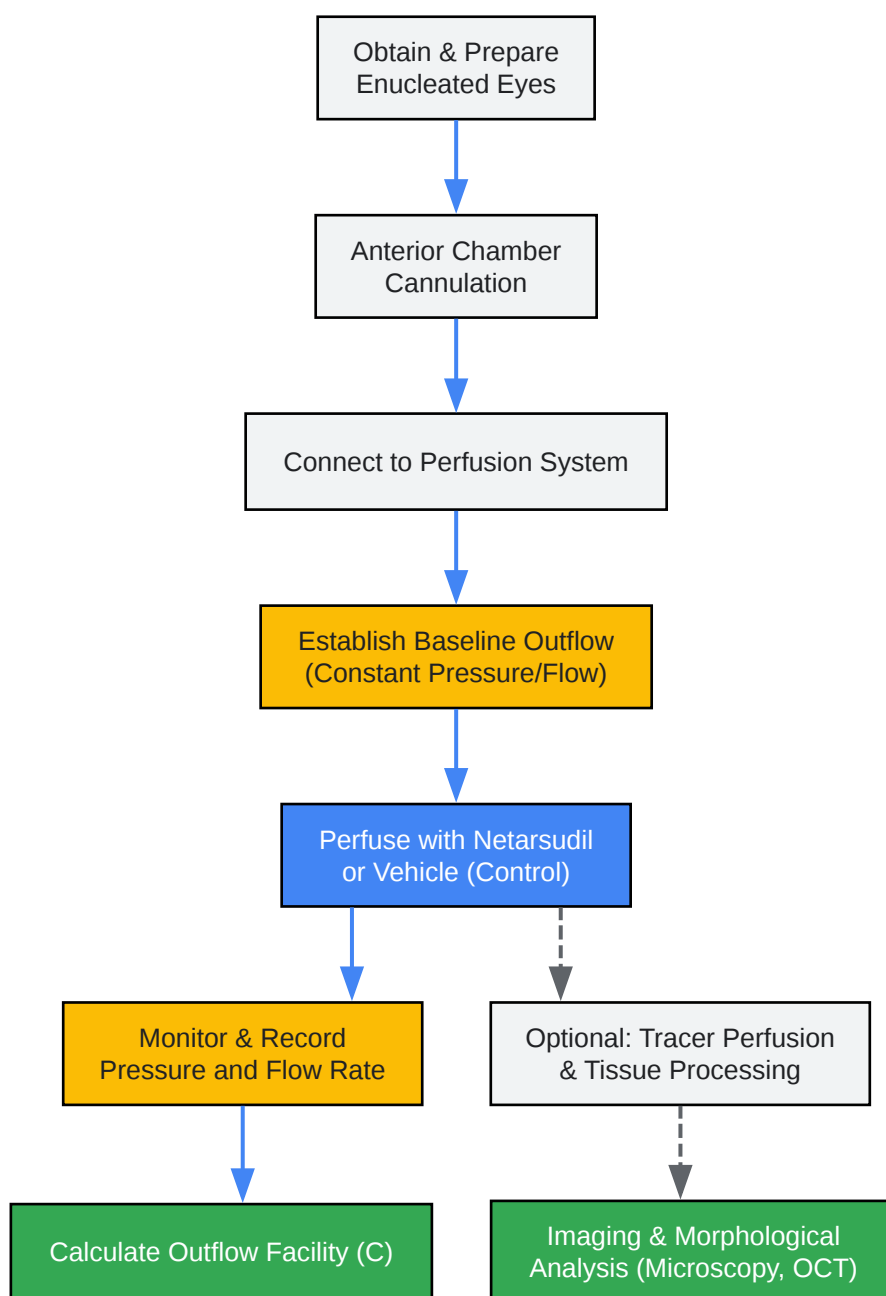 Obtain & Prepare
Enucleated Eyes
Anterior Chamber
Cannulation
Connect to Perfusion System
Establish Baseline Outflow
(Constant Pressure/Flow)
Perfuse with Netarsudil
or Vehicle (Control)
Monitor & Record
Pressure and Flow Rate
Optional: Tracer Perfusion
& Tissue Processing
Calculate Outflow Facility (C)
Imaging & Morphological
Analysis (Microscopy, OCT)